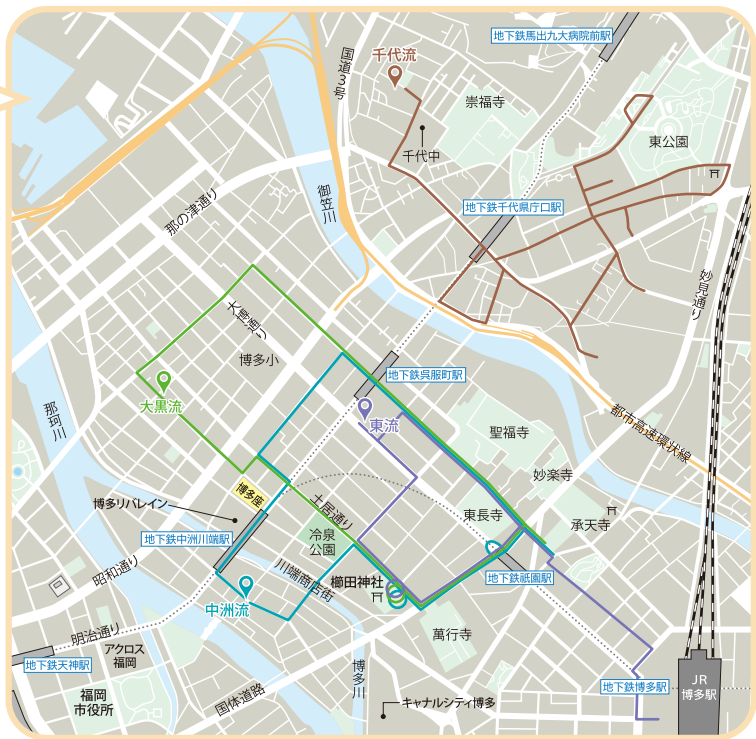 地下鉄馬出九大病院前駅
国道3号
千代流
崇福寺
千代中
東公園
御笠川
那の津通り
地下鉄千代県庁口駅
妙見通り
大博通り
博多小
地下鉄呉服町駅
大黒流
東流
那珂川
都市高速環状線
聖福寺
妙楽寺
博多座
土居通り
東長寺
承天寺
博多リバレイン
冷泉
公園
地下鉄中洲川端駅
昭和通り
川端商店街
櫛田神社
地下鉄祇園駅
中洲流
萬行寺
明治通り
地下鉄天神駅
アクロス
福岡
福岡
市役所
国体道路
博多川
キャナルシティ博多
地下鉄博多駅
JR
博多駅